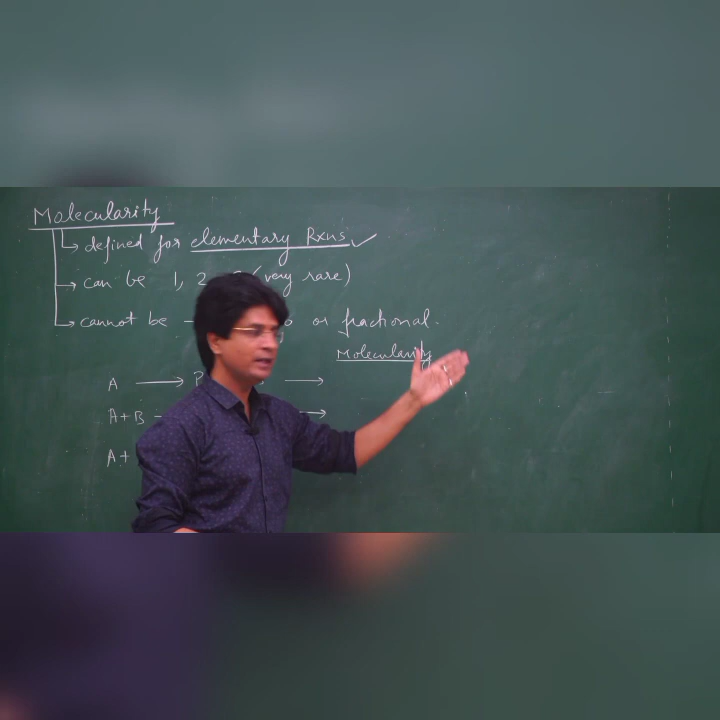 Molecularity
defined for elementary Rxns.
can be 1, 2 (very rare)
cannot be - o or fractional.
Molecularity
A → P →
A+B - →
A+